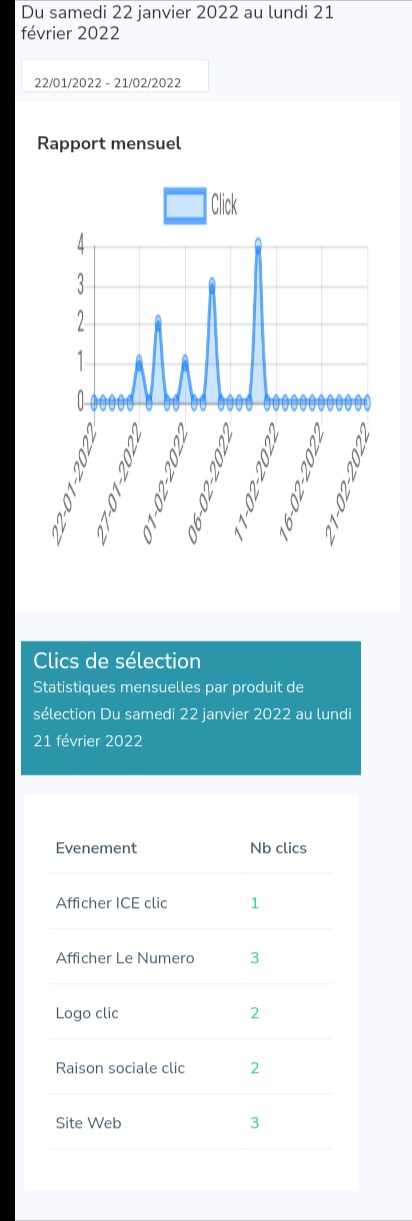 Du samedi 22 janvier 2022 au lundi 21
février 2022
22/01/2022 - 21/02/2022
Rapport mensuel
Click
4
3
2
1
0
22-01-2022
27-01-2022
01-02-2022
06-02-2022
11-02-2022
16-02-2022
21-02-2022
Clics de sélection
Statistiques mensuelles par produit de
sélection Du samedi 22 janvier 2022 au lundi
21 février 2022
Evenement Nb clics
Afficher ICE clic 1
Afficher Le Numero 3
Logo clic 2
Raison sociale clic 2
Site Web 3